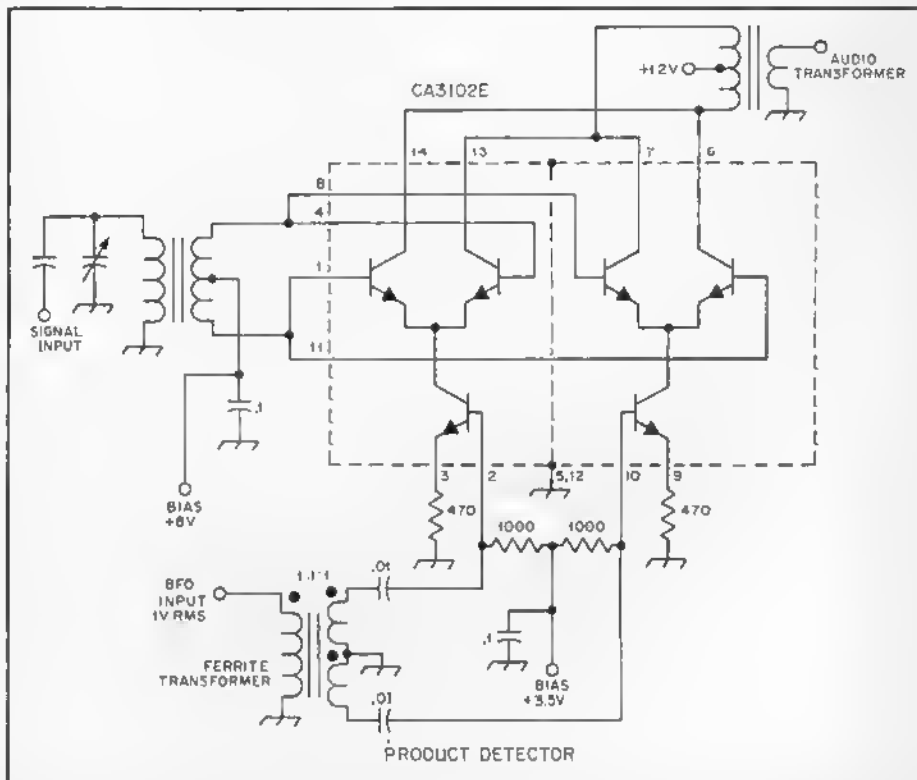 CA3102E
+12V
AUDIO
TRANSFORMER
14
13
7
6
8
4
1
11
SIGNAL
INPUT
.1
BIAS
+6V
3
2
5,12
10
9
470
1000
1000
470
BFO
INPUT
1V RMS
1:1:1
.01
FERRITE
TRANSFORMER
.01
.1
BIAS
+3.5V
PRODUCT DETECTOR